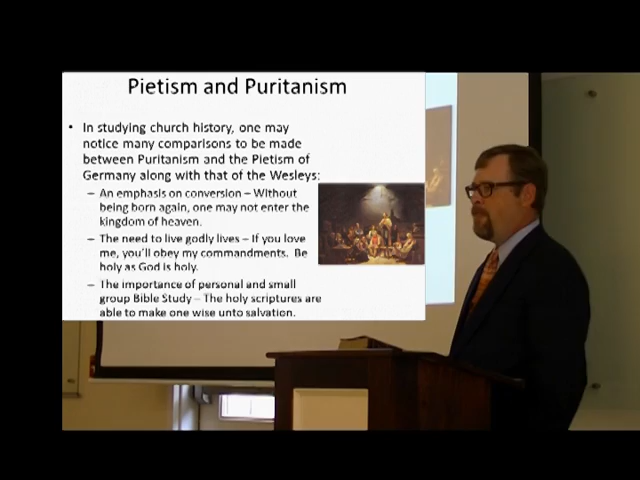 Pietism and Puritanism
• In studying church history, one may
notice many comparisons to be made
between Puritanism and the Pietism of
Germany along with that of the Wesleys:
– An emphasis on conversion – Without
being born again, one may not enter the
kingdom of heaven.
– The need to live godly lives – If you love
me, you'll obey my commandments. Be
holy as God is holy.
– The importance of personal and small
group Bible Study – The holy scriptures are
able to make one wise unto salvation.